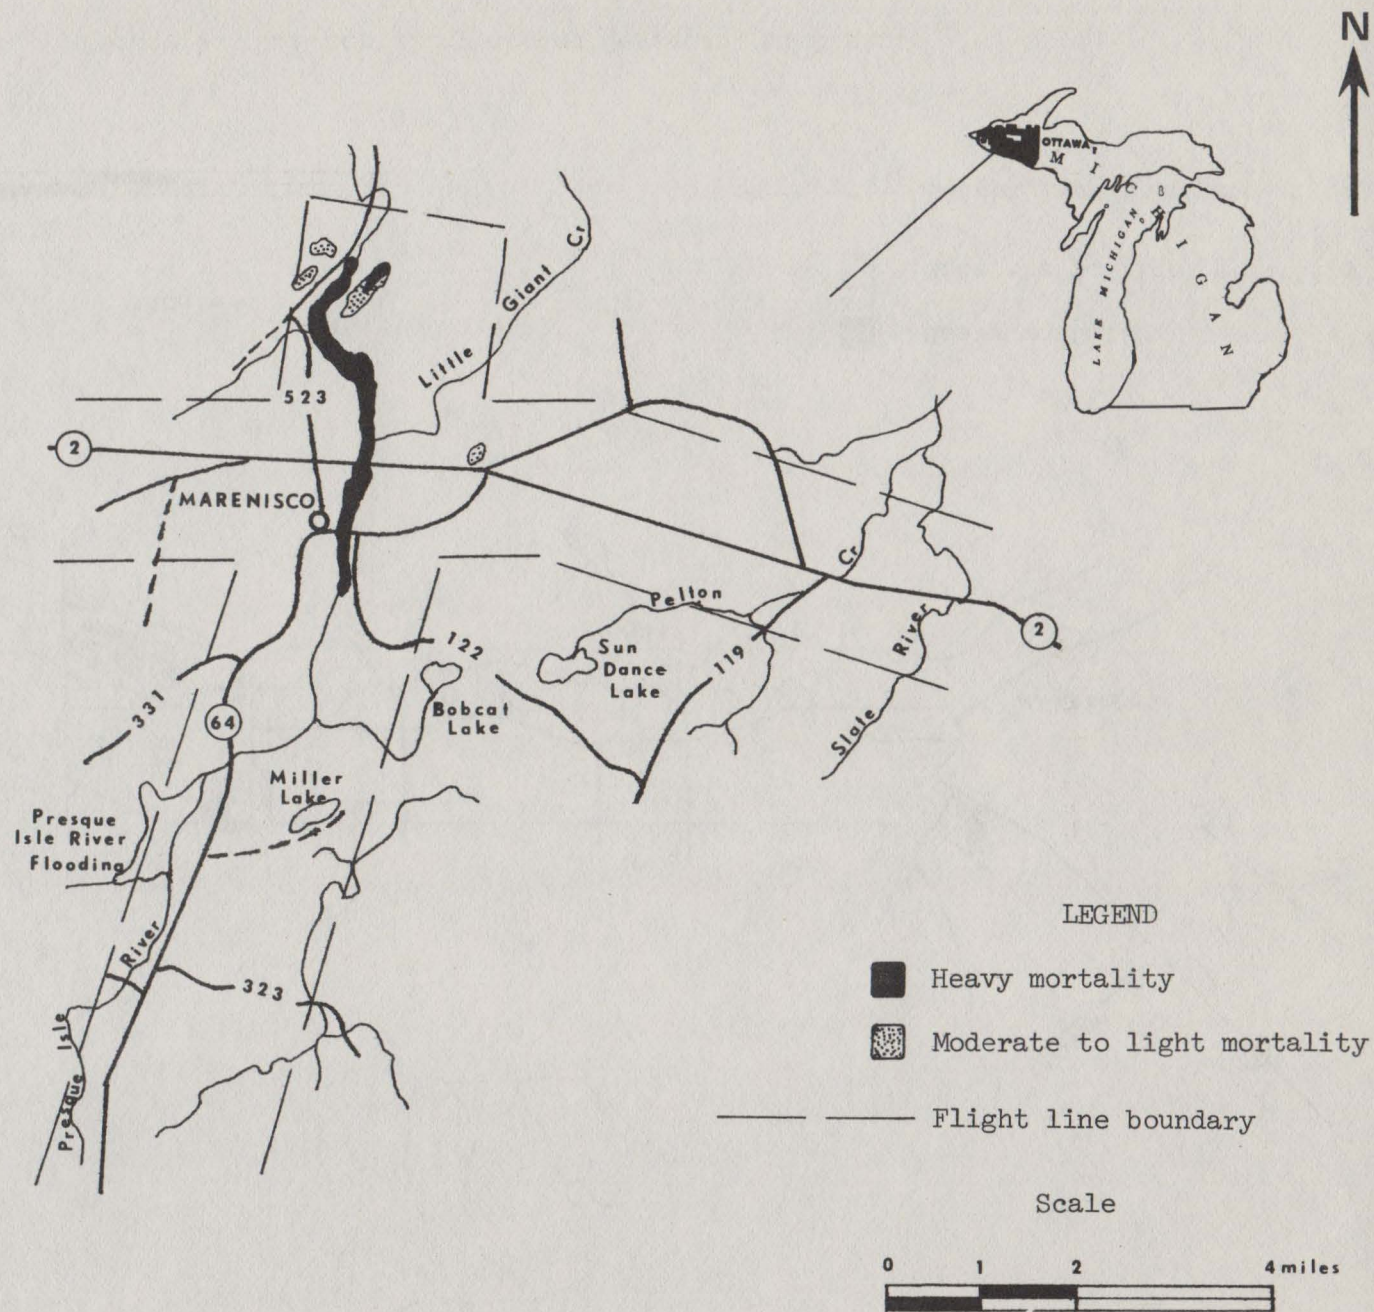 N
OTTAWA
MICHIGAN
LAKE MICHIGAN
Little Giant Cr
523
2
MARENISCO
Pelton Cr
Sun
Dance
Lake
122
119
Slate River
2
331
64
Bobcat
Lake
Miller
Lake
Presque
Isle River
Flooding
Presque Isle River
323
LEGEND
Heavy mortality
Moderate to light mortality
Flight line boundary
Scale
0 1 2 4 miles